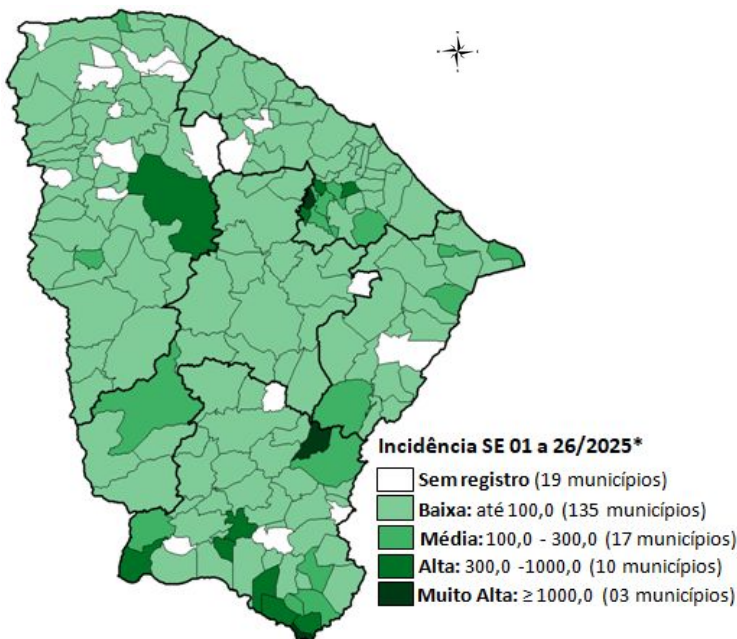 Incidência SE 01 a 26/2025*
Sem registro (19 municípios)
Baixa: até 100,0 (135 municípios)
Média: 100,0 - 300,0 (17 municípios)
Alta: 300,0 -1000,0 (10 municípios)
Muito Alta: ≥ 1000,0 (03 municípios)